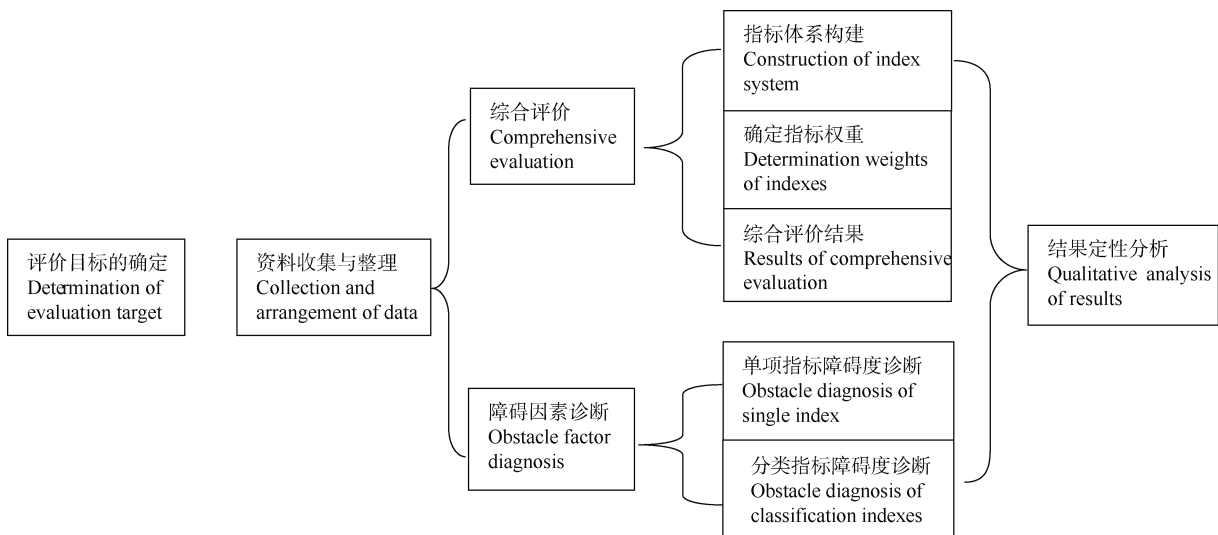 评价目标的确定
Determination of
evaluation target
资料收集与整理
Collection and
arrangement of data
综合评价
Comprehensive
evaluation
障碍因素诊断
Obstacle factor
diagnosis
指标体系构建
Construction of index
system
确定指标权重
Determination weights
of indexes
综合评价结果
Results of comprehensive
evaluation
单项指标障碍度诊断
Obstacle diagnosis of
single index
分类指标障碍度诊断
Obstacle diagnosis of
classification indexes
结果定性分析
Qualitative analysis
of results